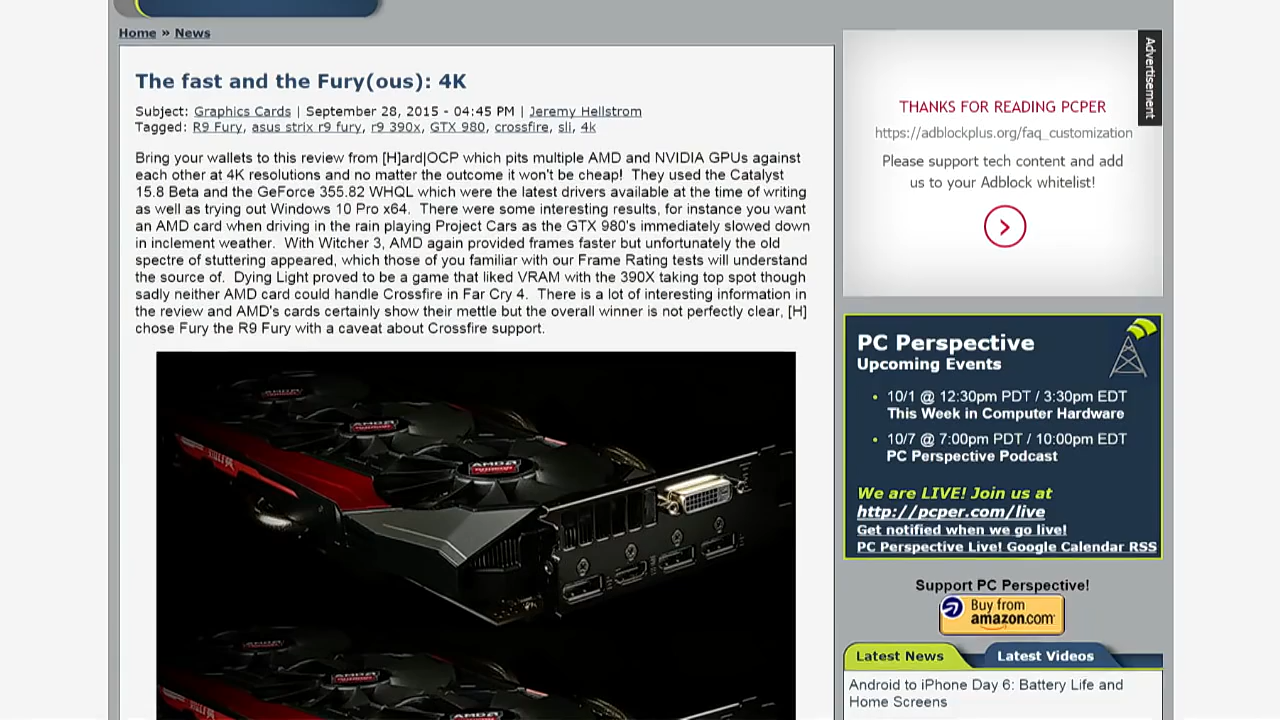 Home » News
The fast and the Fury(ous): 4K
Subject: Graphics Cards | September 28, 2015 - 04:45 PM | Jeremy Hellstrom
Tagged: R9 Fury, asus strix r9 fury, r9 390x, GTX 980, crossfire, sli, 4k
Bring your wallets to this review from [H]ard|OCP which pits multiple AMD and NVIDIA GPUs against
each other at 4K resolutions and no matter the outcome it won't be cheap!  They used the Catalyst
15.8 Beta and the GeForce 355.82 WHQL which were the latest drivers available at the time of writing
as well as trying out Windows 10 Pro x64.  There were some interesting results, for instance you want
an AMD card when driving in the rain playing Project Cars as the GTX 980's immediately slowed down
in inclement weather.  With Witcher 3, AMD again provided frames faster but unfortunately the old
spectre of stuttering appeared, which those of you familiar with our Frame Rating tests will understand
the source of.  Dying Light proved to be a game that liked VRAM with the 390X taking top spot though
sadly neither AMD card could handle Crossfire in Far Cry 4.  There is a lot of interesting information in
the review and AMD's cards certainly show their mettle but the overall winner is not perfectly clear, [H]
chose Fury the R9 Fury with a caveat about Crossfire support.
AMD
Advertisement
THANKS FOR READING PCPER
https://adblockplus.org/faq_customization
Please support tech content and add
us to your Adblock whitelist!
PC Perspective
Upcoming Events
10/1 @ 12:30pm PDT / 3:30pm EDT
This Week in Computer Hardware
10/7 @ 7:00pm PDT / 10:00pm EDT
PC Perspective Podcast
We are LIVE! Join us at
http://pcper.com/live
Get notified when we go live!
PC Perspective Live! Google Calendar RSS
Support PC Perspective!
Buy from
amazon.com
Latest News
Latest Videos
Android to iPhone Day 6: Battery Life and
Home Screens